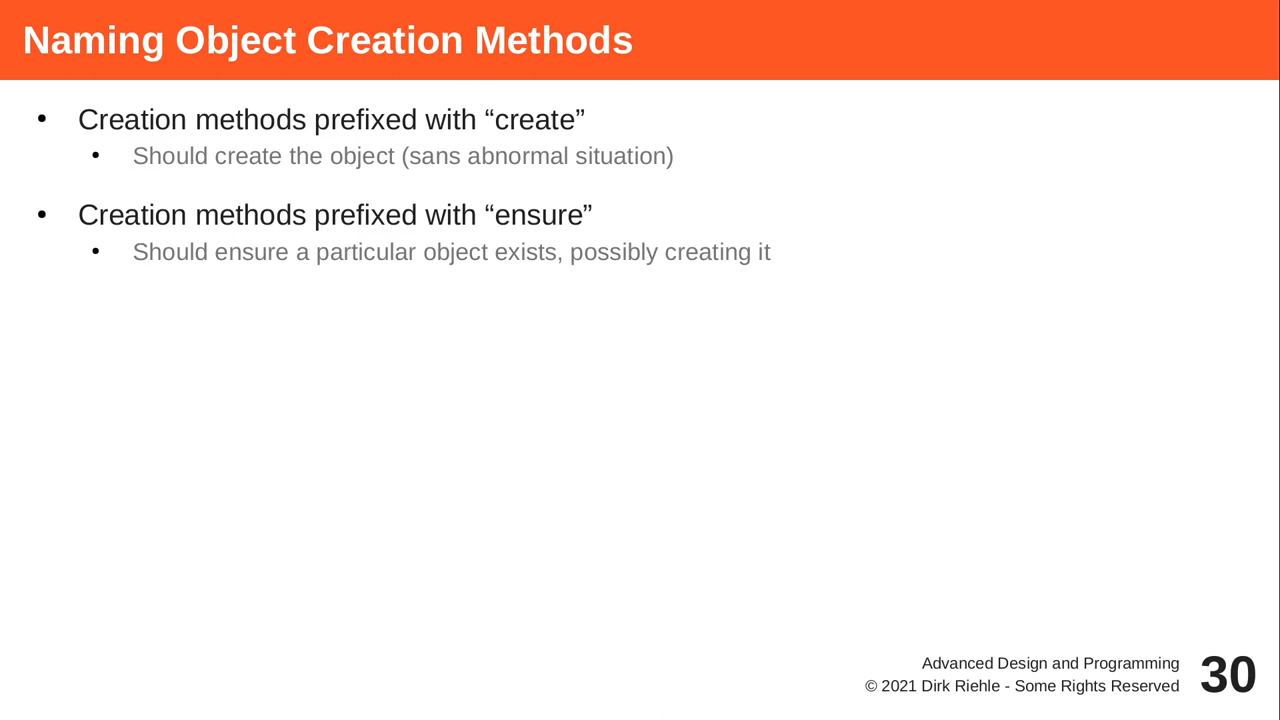 Naming Object Creation Methods
• Creation methods prefixed with “create”
• Should create the object (sans abnormal situation)
• Creation methods prefixed with “ensure”
• Should ensure a particular object exists, possibly creating it
Advanced Design and Programming
© 2021 Dirk Riehle - Some Rights Reserved
30